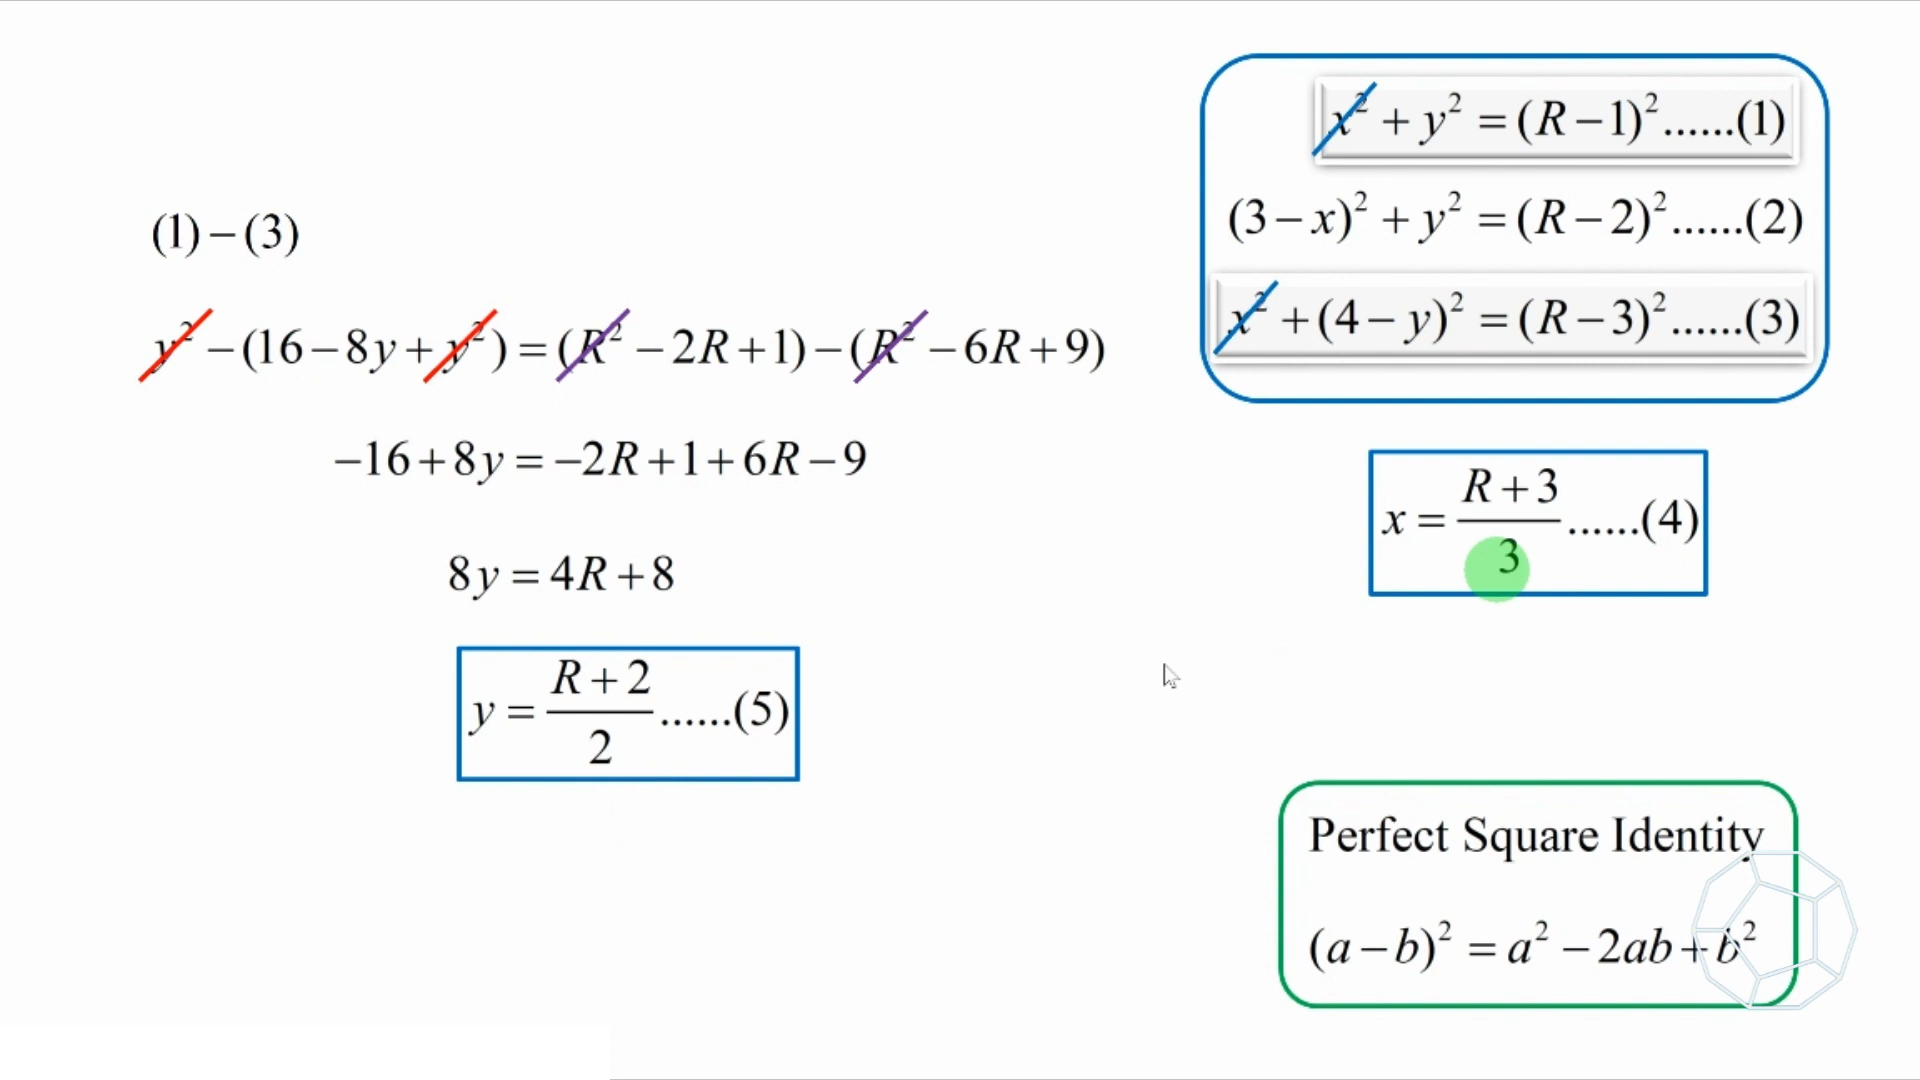 (1) – (3)
y² – (16 – 8y + y²) = (R² – 2R + 1) – (R² – 6R + 9)
–16 + 8y = –2R + 1 + 6R – 9
8y = 4R + 8
y = (R + 2)/2 ......(5)
x² + y² = (R – 1)² ......(1)
(3 – x)² + y² = (R – 2)² ......(2)
x² + (4 – y)² = (R – 3)² ......(3)
x = (R + 3)/3 ......(4)
Perfect Square Identity
(a – b)² = a² – 2ab + b²